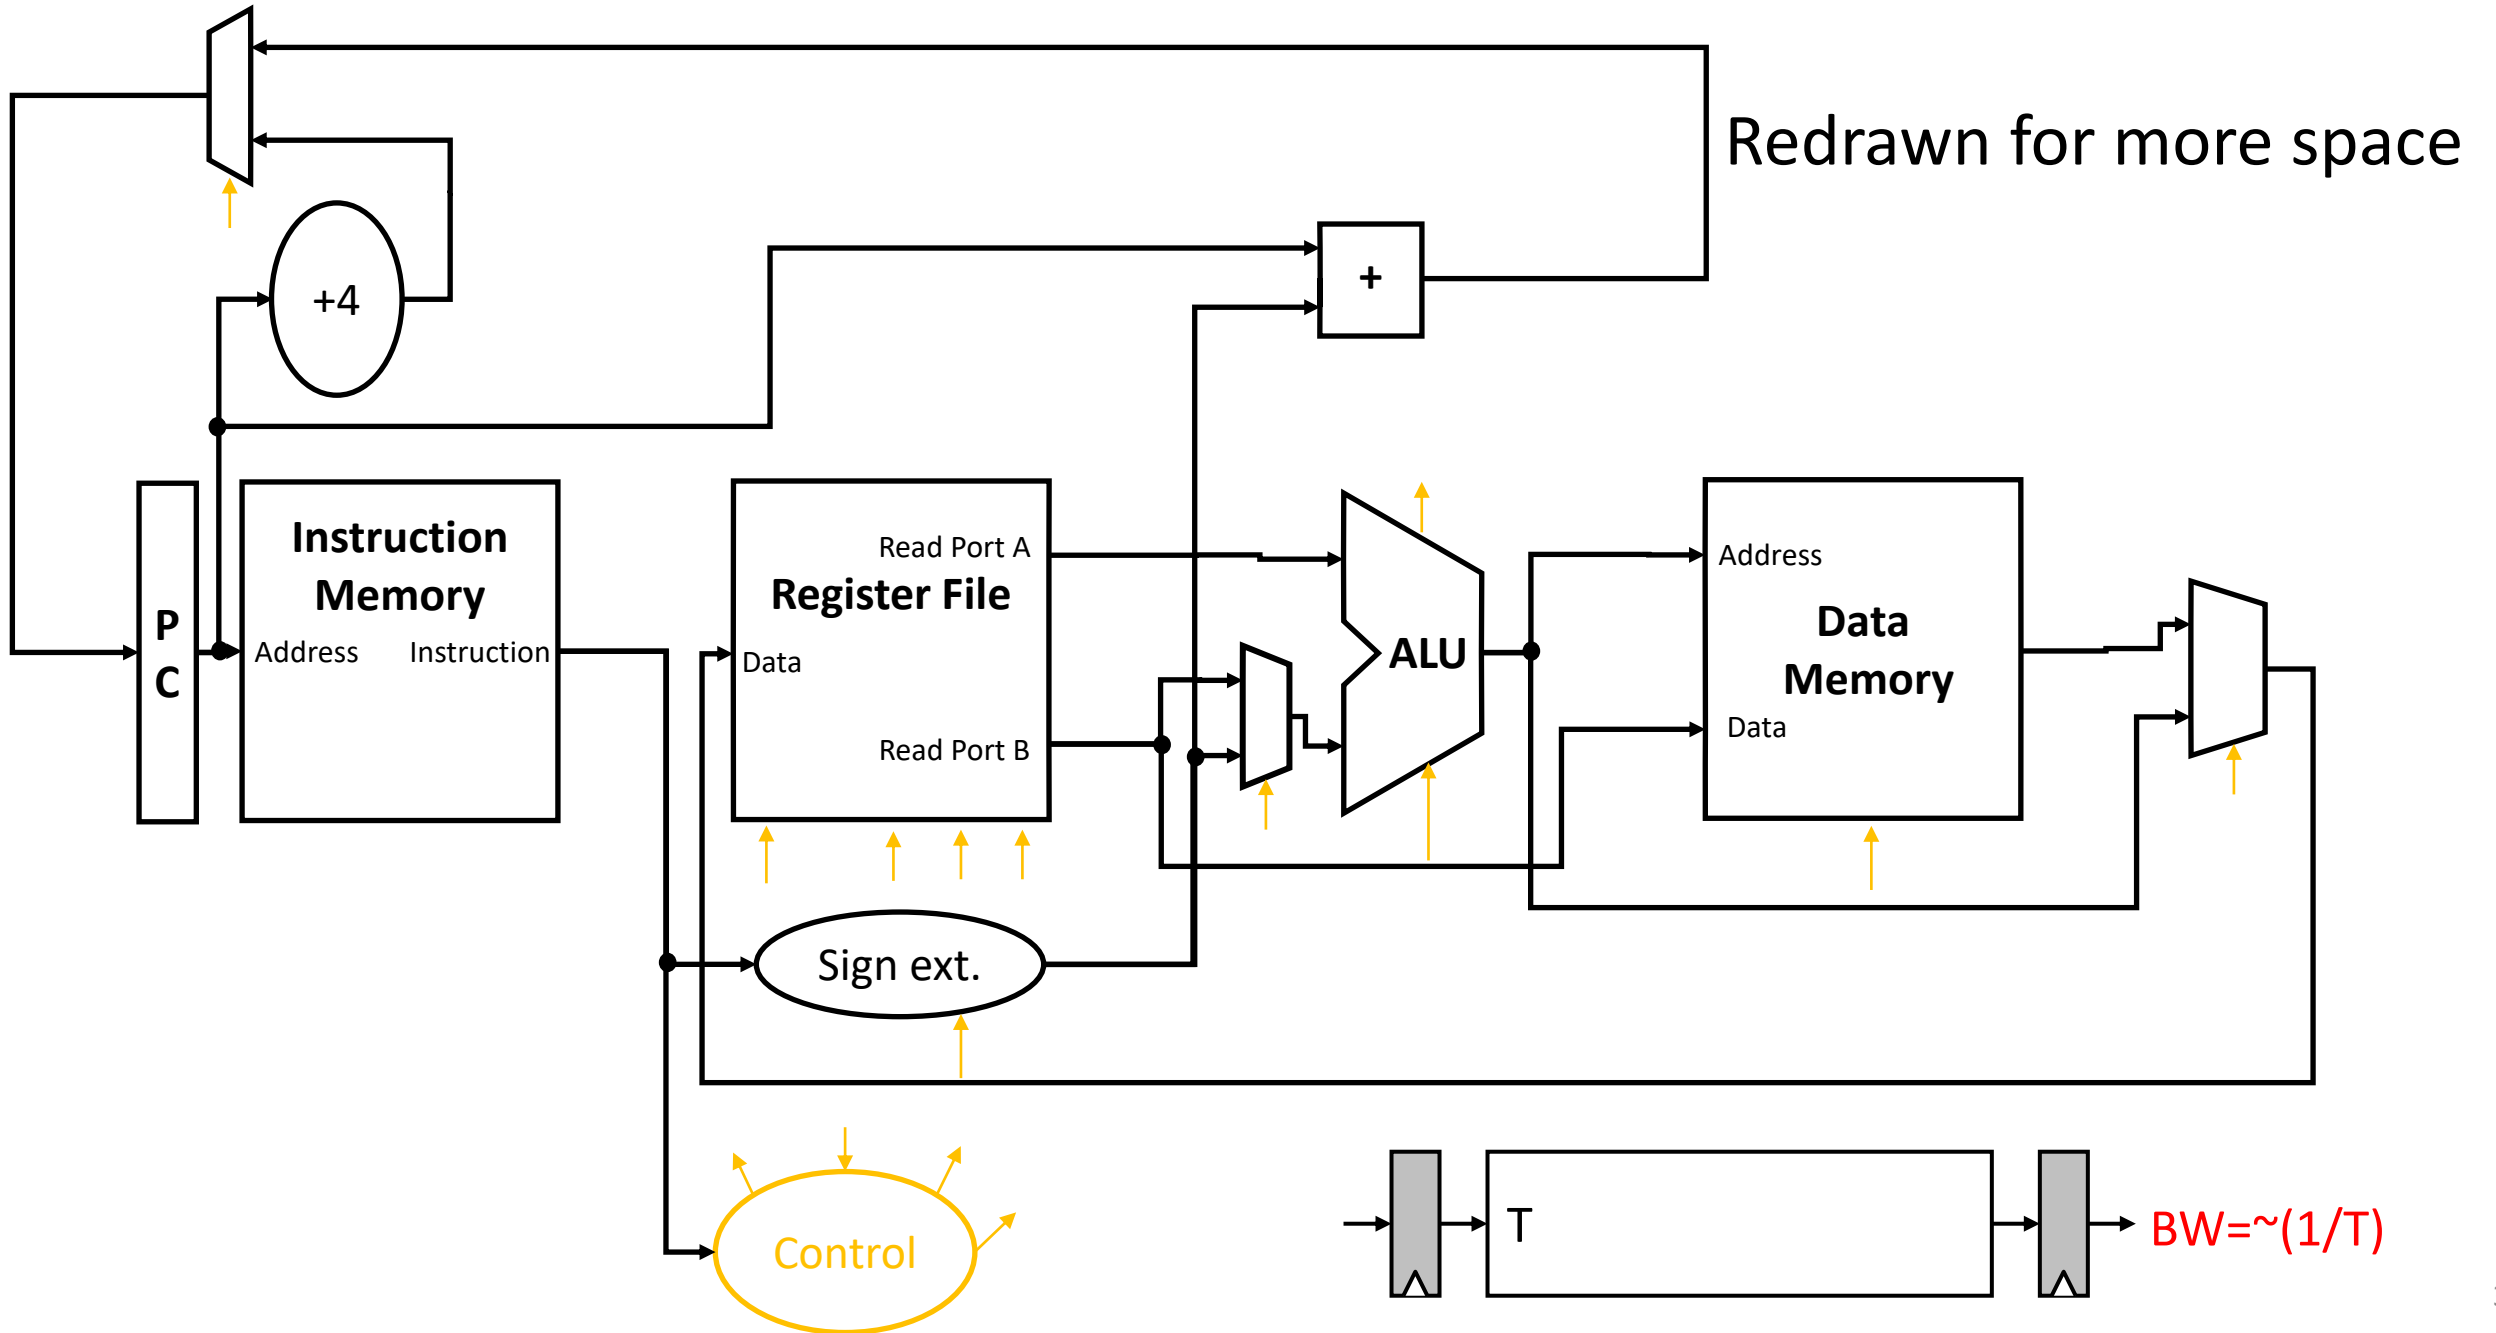 Redrawn for more space
+4
+
Instruction
Memory
Address
Instruction
P
C
Read Port A
Register File
Data
Read Port B
ALU
Address
Data
Memory
Data
Sign ext.
Control
T
BW=~(1/T)